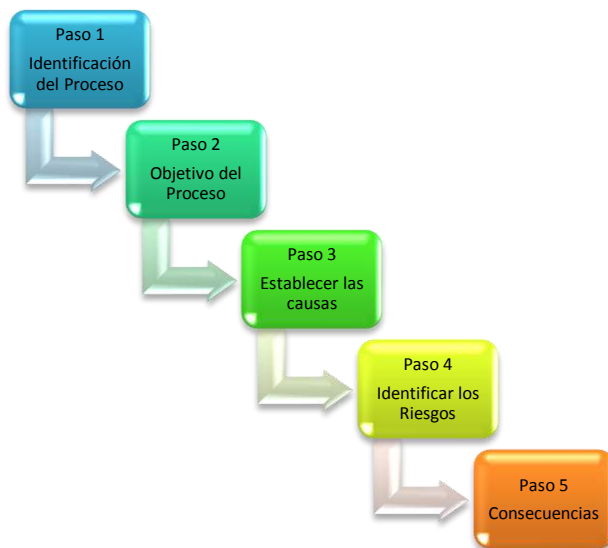 Paso 1
Identificación
del Proceso
Paso 2
Objetivo del
Proceso
Paso 3
Establecer las
causas
Paso 4
Identificar los
Riesgos
Paso 5
Consecuencias